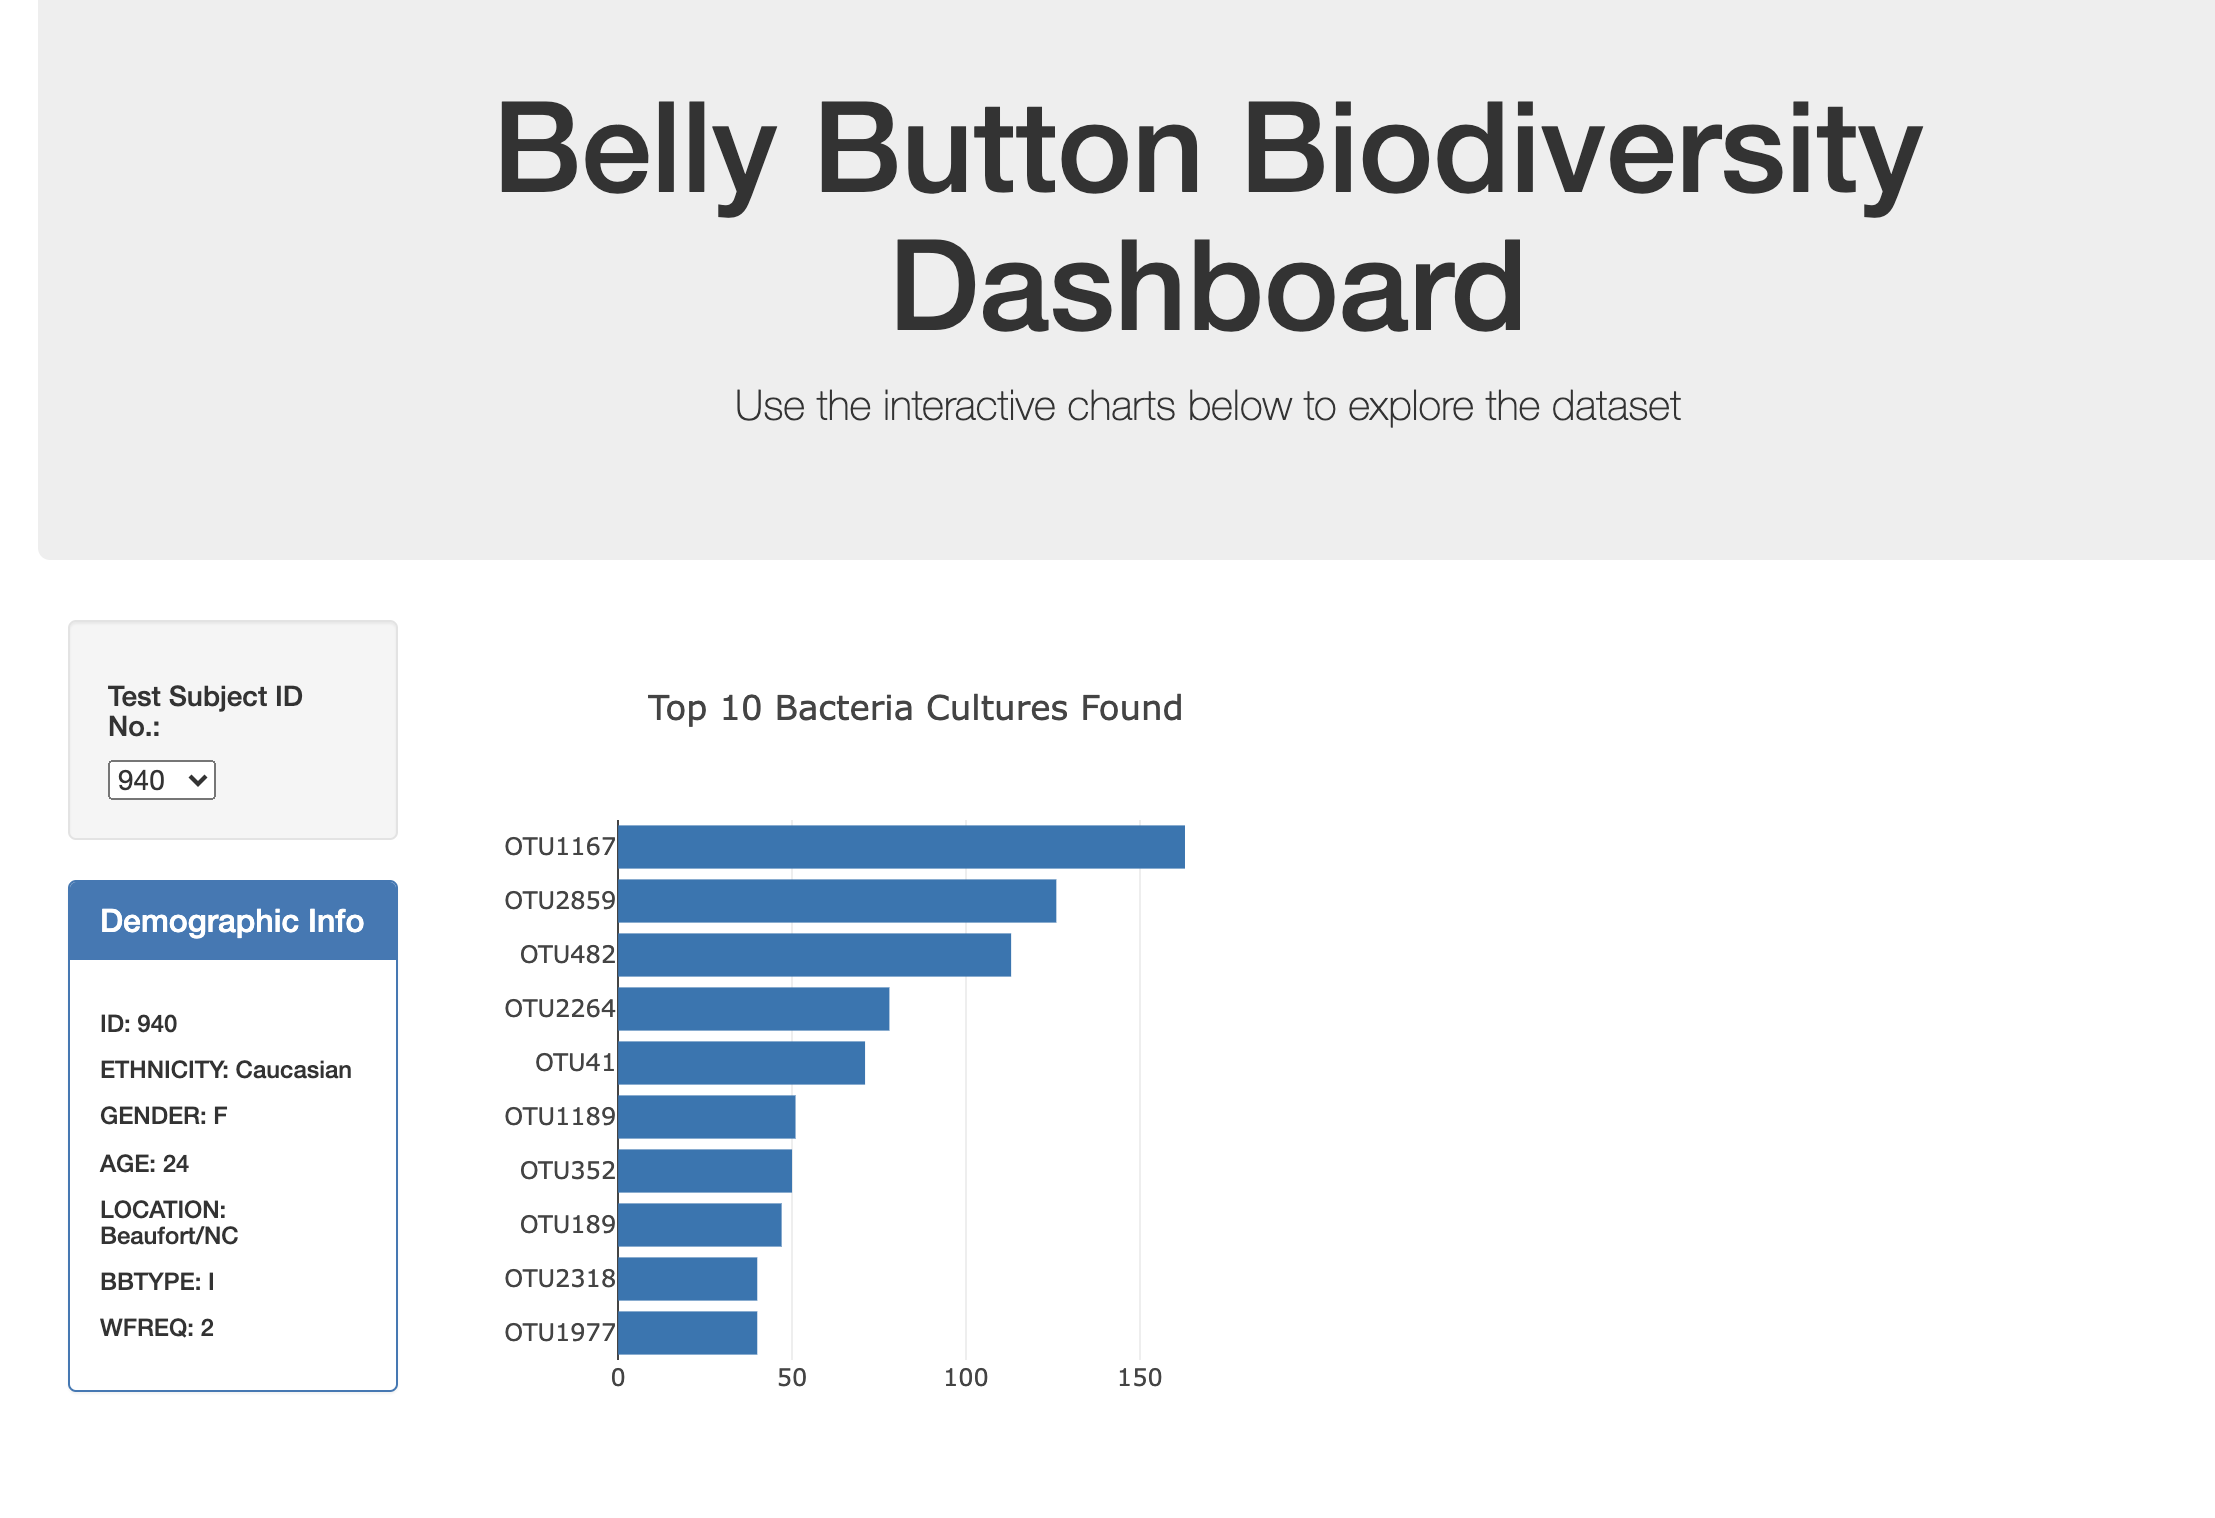 Belly Button Biodiversity
Dashboard
Use the interactive charts below to explore the dataset
Test Subject ID
No.:
940
Demographic Info
ID: 940
ETHNICITY: Caucasian
GENDER: F
AGE: 24
LOCATION:
Beaufort/NC
BBTYPE: I
WFREQ: 2
Top 10 Bacteria Cultures Found
OTU1167
OTU2859
OTU482
OTU2264
OTU41
OTU1189
OTU352
OTU189
OTU2318
OTU1977
0 50 100 150